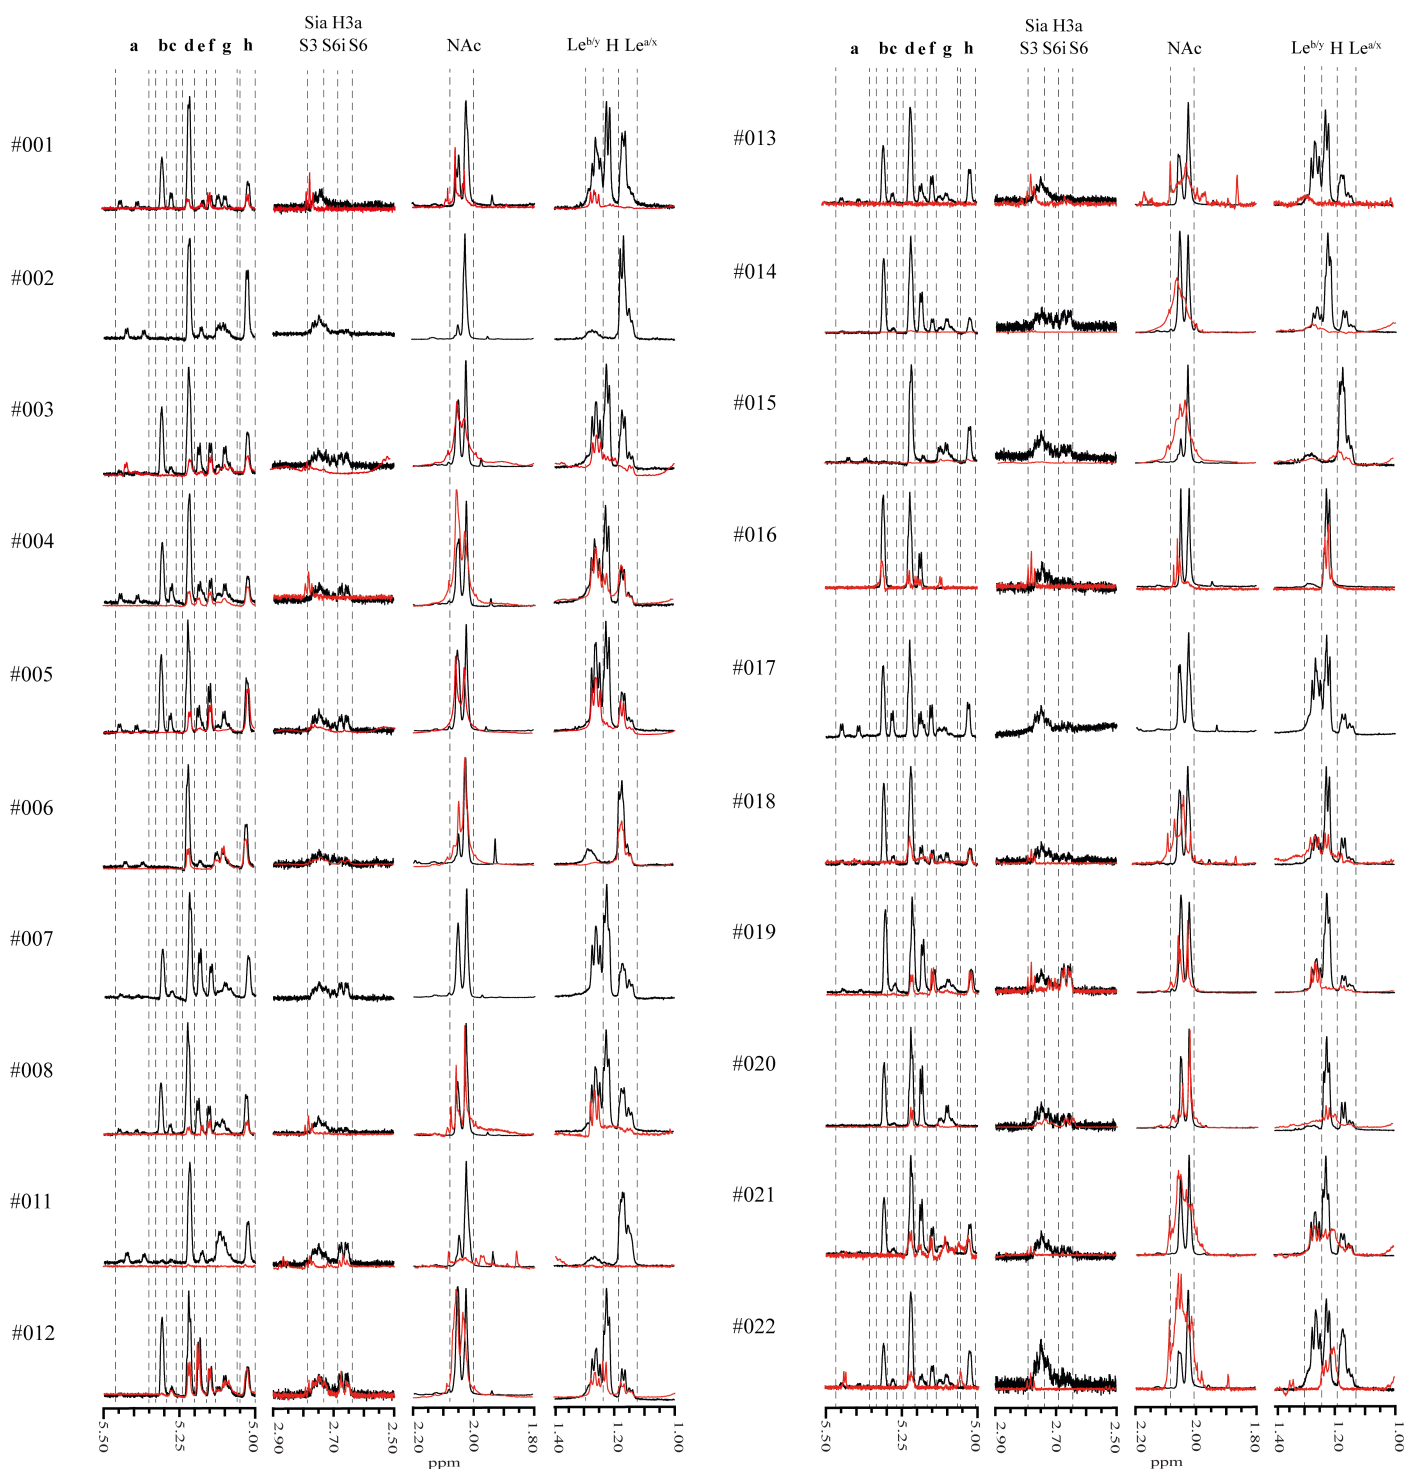 Sia H3a
a bc d e f g h S3 S6i S6 NAc Leb/y H Lea/x
#001
#002
#003
#004
#005
#006
#007
#008
#011
#012
5.50 5.25 5.00 2.90 2.70 2.50 2.20 2.00 1.80 1.40 1.20 1.00
ppm
Sia H3a
a bc d e f g h S3 S6i S6 NAc Leb/y H Lea/x
#013
#014
#015
#016
#017
#018
#019
#020
#021
#022
5.50 5.25 5.00 2.90 2.70 2.50 2.20 2.00 1.80 1.40 1.20 1.00
ppm